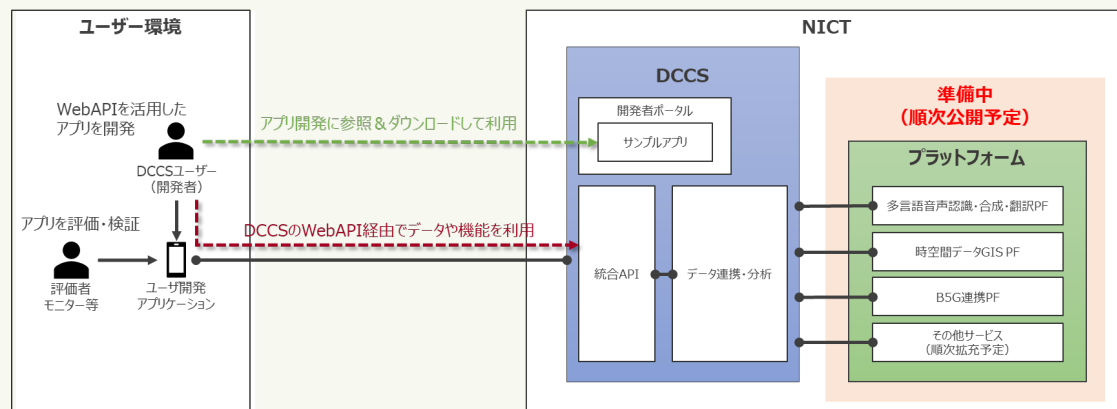 ユーザー環境
WebAPIを活用した
アプリを開発
DCCSユーザー
（開発者）
アプリを評価・検証
評価者
モニター等
ユーザ開発
アプリケーション
アプリ開発に参照＆ダウンロードして利用
DCCSのWebAPI経由でデータや機能を利用
NICT
DCCS
開発者ポータル
サンプルアプリ
統合API
データ連携・分析
準備中
（順次公開予定）
プラットフォーム
多言語音声認識・合成・翻訳PF
時空間データGIS PF
B5G連携PF
その他サービス
（順次拡充予定）